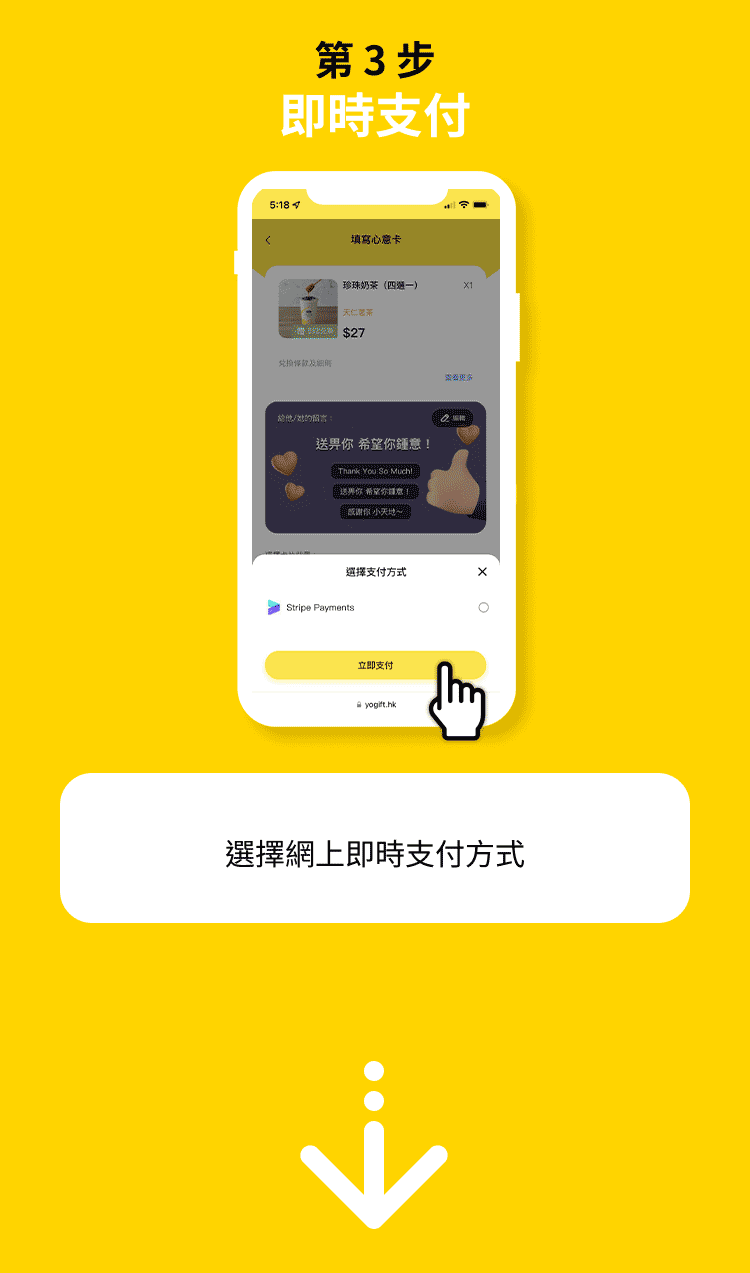 第 3 步
即時支付
5:18
填寫心意卡
珍珠奶茶（四選一） X1
天仁茗茶
$27
兌換條款及細則
查看更多
給他/她的留言：
編輯
送畀你 希望你鍾意！
Thank You So Much!
送畀你 希望你鍾意！
感謝你 小天地～
選擇支付方式
Stripe Payments
立即支付
yogift.hk
選擇網上即時支付方式